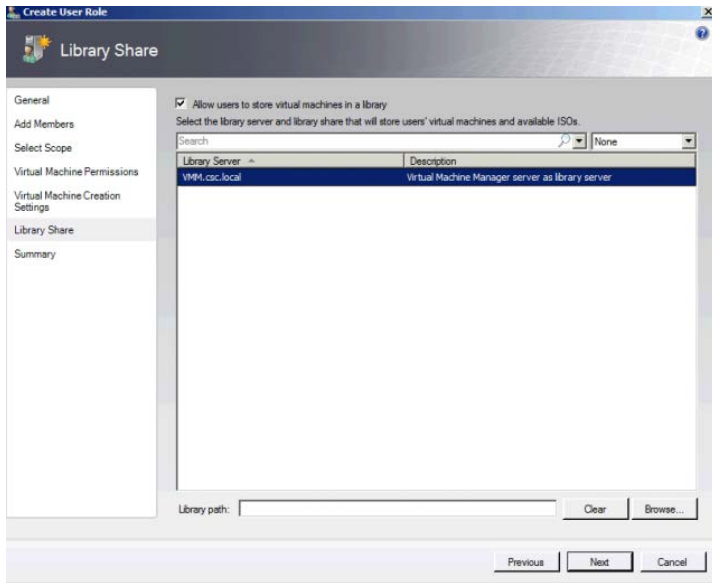 Create User Role
Library Share
General
Add Members
Select Scope
Virtual Machine Permissions
Virtual Machine Creation
Settings
Library Share
Summary
Allow users to store virtual machines in a library
Select the library server and library share that will store users' virtual machines and available ISOs.
Search
None
Library Server
Description
VMM.csc.local
Virtual Machine Manager server as library server
Library path:
Clear
Browse...
Previous
Next
Cancel